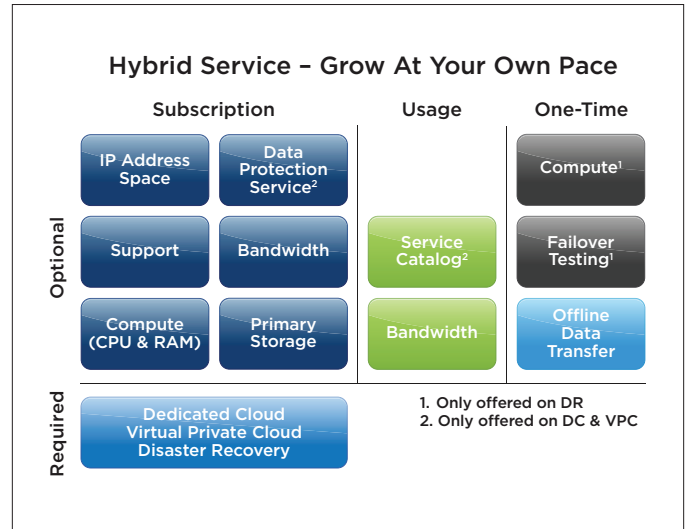 Hybrid Service – Grow At Your Own Pace
Subscription
Usage
One-Time
Optional
IP Address
Space
Data
Protection
Service²
Compute¹
Support
Bandwidth
Service
Catalog²
Failover
Testing¹
Compute
(CPU & RAM)
Primary
Storage
Bandwidth
Offline
Data
Transfer
Required
Dedicated Cloud
Virtual Private Cloud
Disaster Recovery
1. Only offered on DR
2. Only offered on DC & VPC